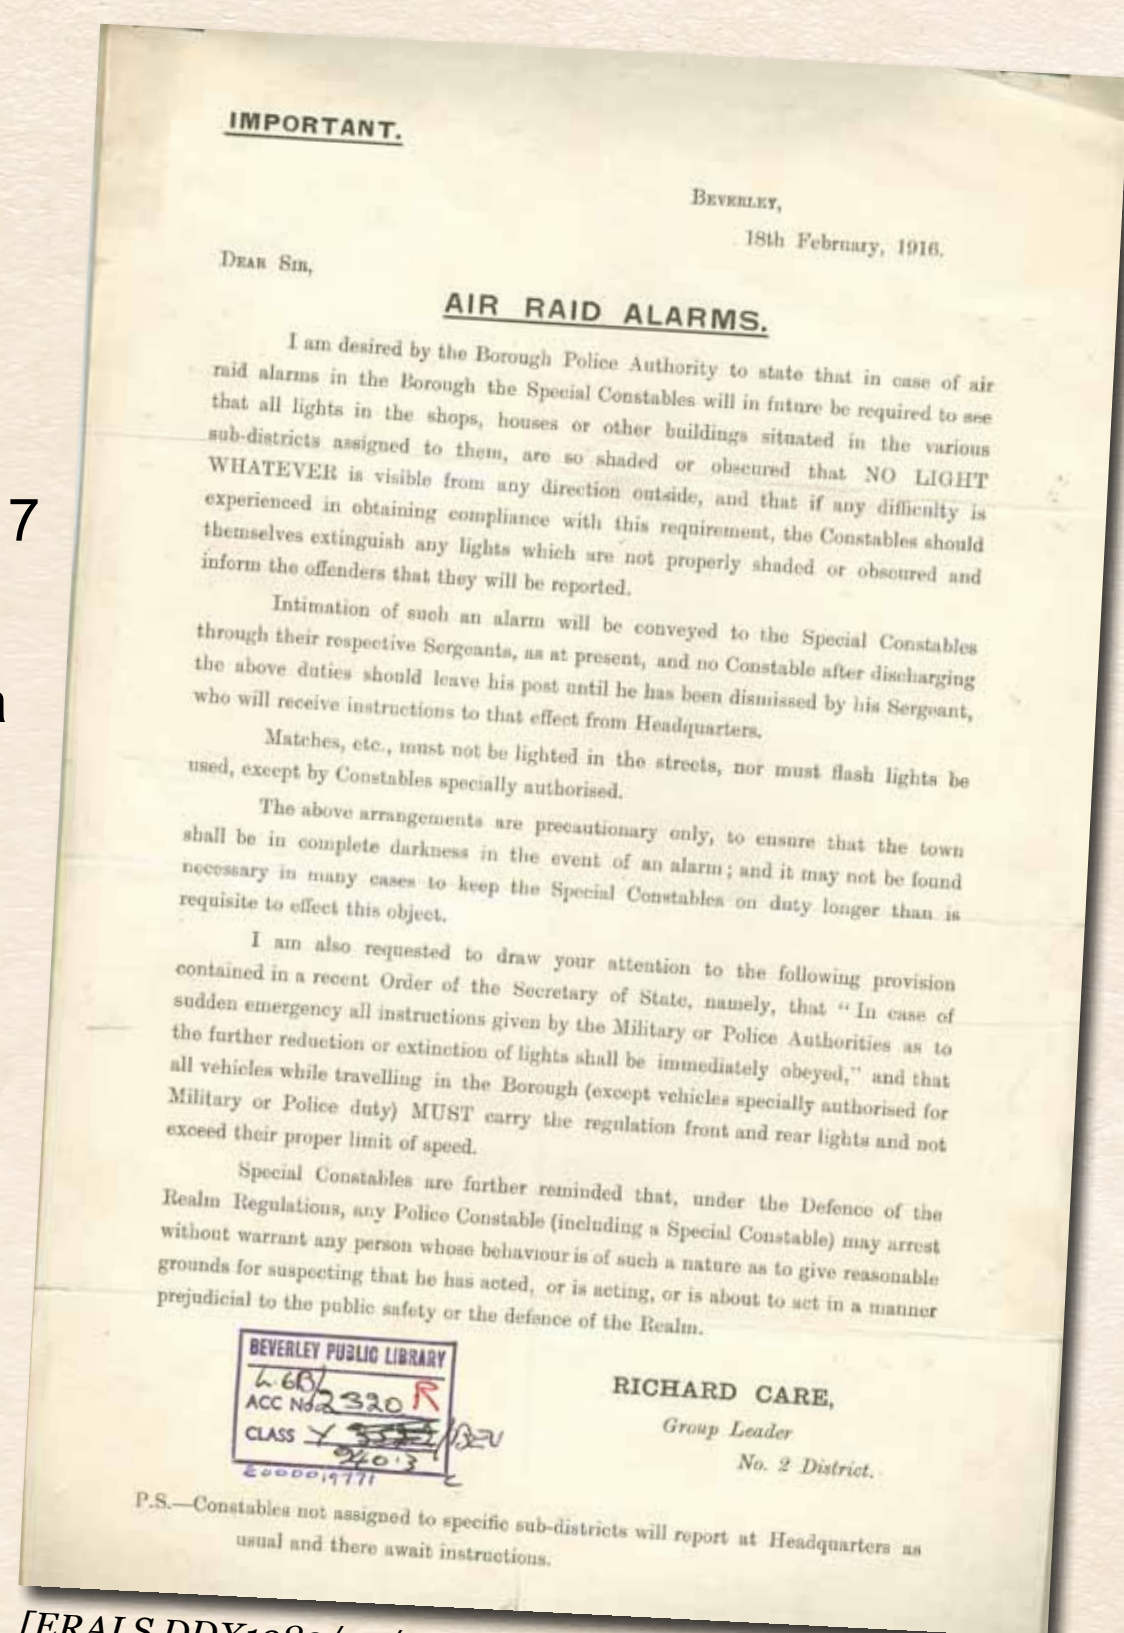 IMPORTANT.
BEVERLEY,
18th February, 1916.
DEAR SIR,
AIR RAID ALARMS.
I am desired by the Borough Police Authority to state that in case of air
raid alarms in the Borough the Special Constables will in future be required to see
that all lights in the shops, houses or other buildings situated in the various
sub-districts assigned to them, are so shaded or obscured that NO LIGHT
WHATEVER is visible from any direction outside, and that if any difficulty is
experienced in obtaining compliance with this requirement, the Constables should
themselves extinguish any lights which are not properly shaded or obscured and
inform the offenders that they will be reported.
Intimation of such an alarm will be conveyed to the Special Constables
through their respective Sergeants, as at present, and no Constable after discharging
the above duties should leave his post until he has been dismissed by his Sergeant,
who will receive instructions to that effect from Headquarters.
Matches, etc., must not be lighted in the streets, nor must flash lights be
used, except by Constables specially authorised.
The above arrangements are precautionary only, to ensure that the town
shall be in complete darkness in the event of an alarm; and it may not be found
necessary in many cases to keep the Special Constables on duty longer than is
requisite to effect this object.
I am also requested to draw your attention to the following provision
contained in a recent Order of the Secretary of State, namely, that "In case of
sudden emergency all instructions given by the Military or Police Authorities as to
the further reduction or extinction of lights shall be immediately obeyed," and that
all vehicles while travelling in the Borough (except vehicles specially authorised for
Military or Police duty) MUST carry the regulation front and rear lights and not
exceed their proper limit of speed.
Special Constables are further reminded that, under the Defence of the
Realm Regulations, any Police Constable (including a Special Constable) may arrest
without warrant any person whose behaviour is of such a nature as to give reasonable
grounds for suspecting that he has acted, or is acting, or is about to act in a manner
prejudicial to the public safety or the defence of the Realm.
BEVERLEY PUBLIC LIBRARY
ACC No. 2320 R
CLASS Y /BEV
940.3
E000019771
RICHARD CARE,
Group Leader
No. 2 District.
P.S.—Constables not assigned to specific sub-districts will report at Headquarters as
usual and there await instructions.
7
[ERALS